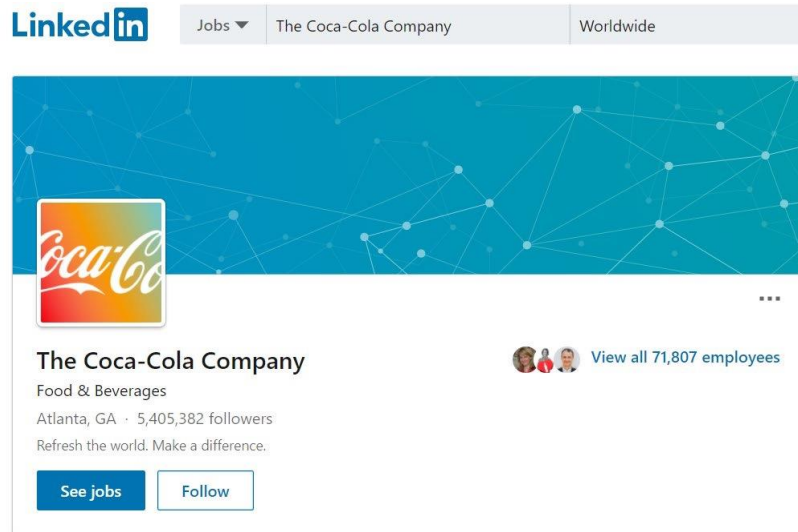 LinkedIn
Jobs The Coca-Cola Company Worldwide
Coca-Co
The Coca-Cola Company
View all 71,807 employees
Food & Beverages
Atlanta, GA · 5,405,382 followers
Refresh the world. Make a difference.
See jobs Follow